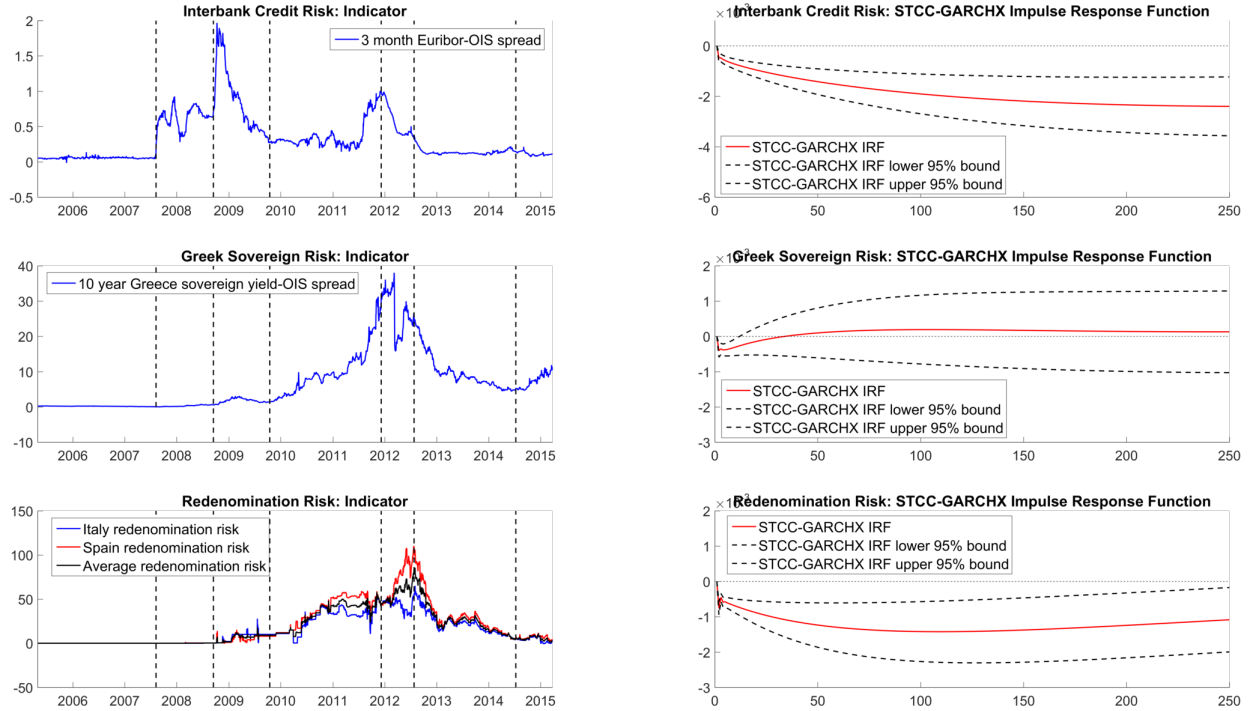 Interbank Credit Risk: Indicator
2
1.5
1
0.5
0
-0.5
3 month Euribor-OIS spread
2006 2007 2008 2009 2010 2011 2012 2013 2014 2015
Interbank Credit Risk: STCC-GARCHX Impulse Response Function
0
-2
-4
-6
STCC-GARCHX IRF
STCC-GARCHX IRF lower 95% bound
STCC-GARCHX IRF upper 95% bound
0 50 100 150 200 250
Greek Sovereign Risk: Indicator
40
30
20
10
0
-10
10 year Greece sovereign yield-OIS spread
2006 2007 2008 2009 2010 2011 2012 2013 2014 2015
Greek Sovereign Risk: STCC-GARCHX Impulse Response Function
2
1
0
-1
-2
-3
STCC-GARCHX IRF
STCC-GARCHX IRF lower 95% bound
STCC-GARCHX IRF upper 95% bound
0 50 100 150 200 250
Redenomination Risk: Indicator
150
100
50
0
-50
Italy redenomination risk
Spain redenomination risk
Average redenomination risk
2006 2007 2008 2009 2010 2011 2012 2013 2014 2015
Redenomination Risk: STCC-GARCHX Impulse Response Function
2
1
0
-1
-2
-3
STCC-GARCHX IRF
STCC-GARCHX IRF lower 95% bound
STCC-GARCHX IRF upper 95% bound
0 50 100 150 200 250